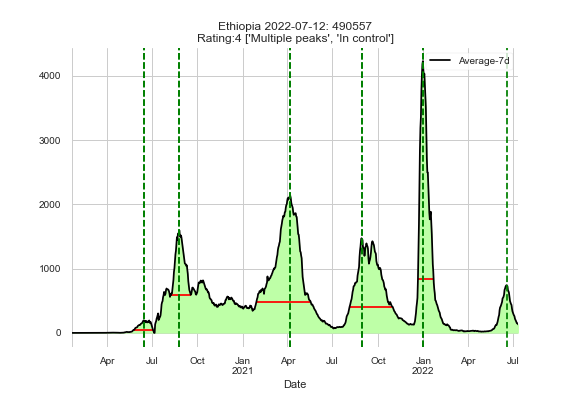 Ethiopia 2022-07-12: 490557
Rating:4 ['Multiple peaks', 'In control']
Average-7d
4000
3000
2000
1000
0
Apr
Jul
Oct
Jan
2021
Apr
Jul
Oct
Jan
2022
Apr
Jul
Date